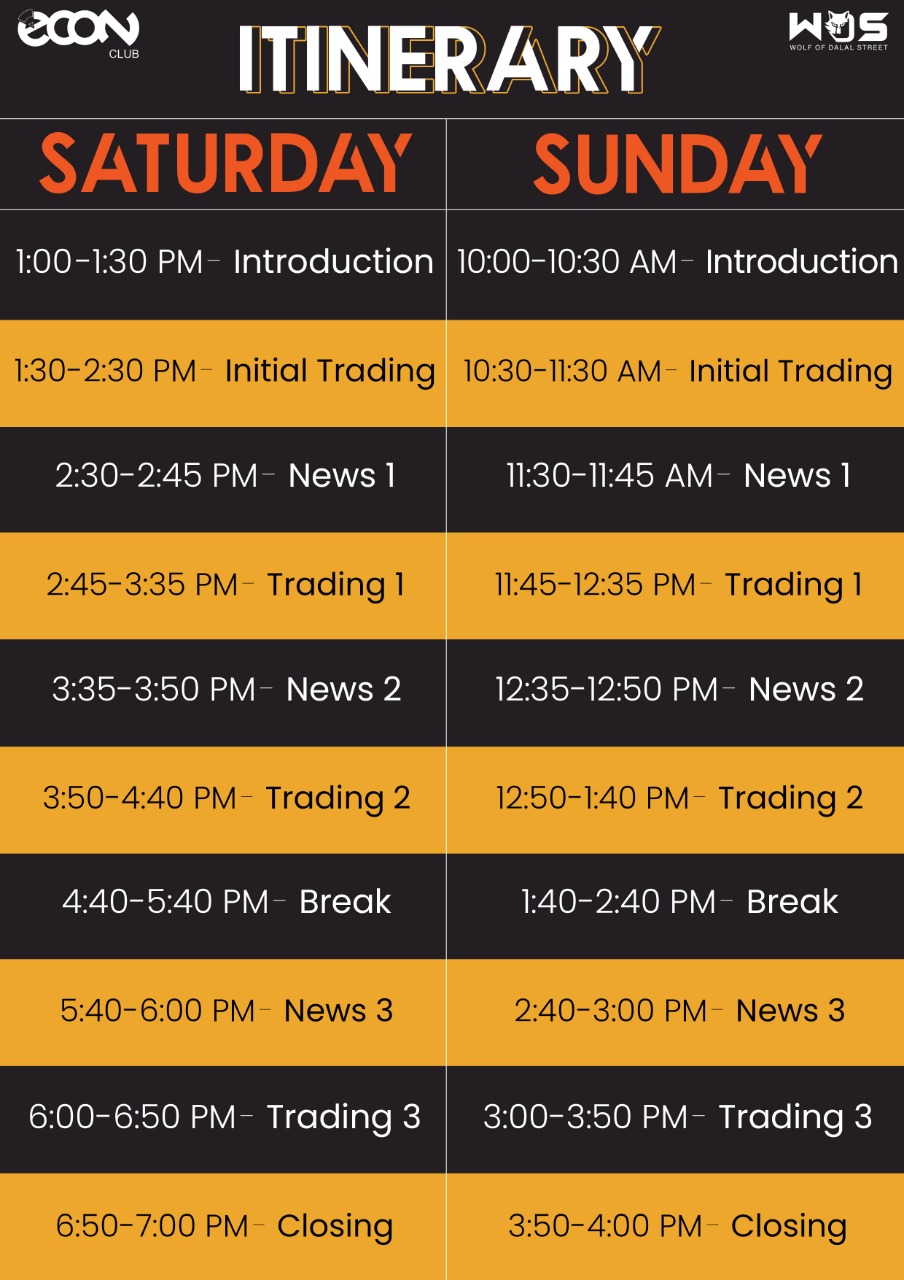 econ
CLUB
ITINERARY
WOS
WOLF OF DALAL STREET
SATURDAY
SUNDAY
1:00-1:30 PM- Introduction
10:00-10:30 AM- Introduction
1:30-2:30 PM- Initial Trading
10:30-11:30 AM- Initial Trading
2:30-2:45 PM- News 1
11:30-11:45 AM- News 1
2:45-3:35 PM- Trading 1
11:45-12:35 PM- Trading 1
3:35-3:50 PM- News 2
12:35-12:50 PM- News 2
3:50-4:40 PM- Trading 2
12:50-1:40 PM- Trading 2
4:40-5:40 PM- Break
1:40-2:40 PM- Break
5:40-6:00 PM- News 3
2:40-3:00 PM- News 3
6:00-6:50 PM- Trading 3
3:00-3:50 PM- Trading 3
6:50-7:00 PM- Closing
3:50-4:00 PM- Closing